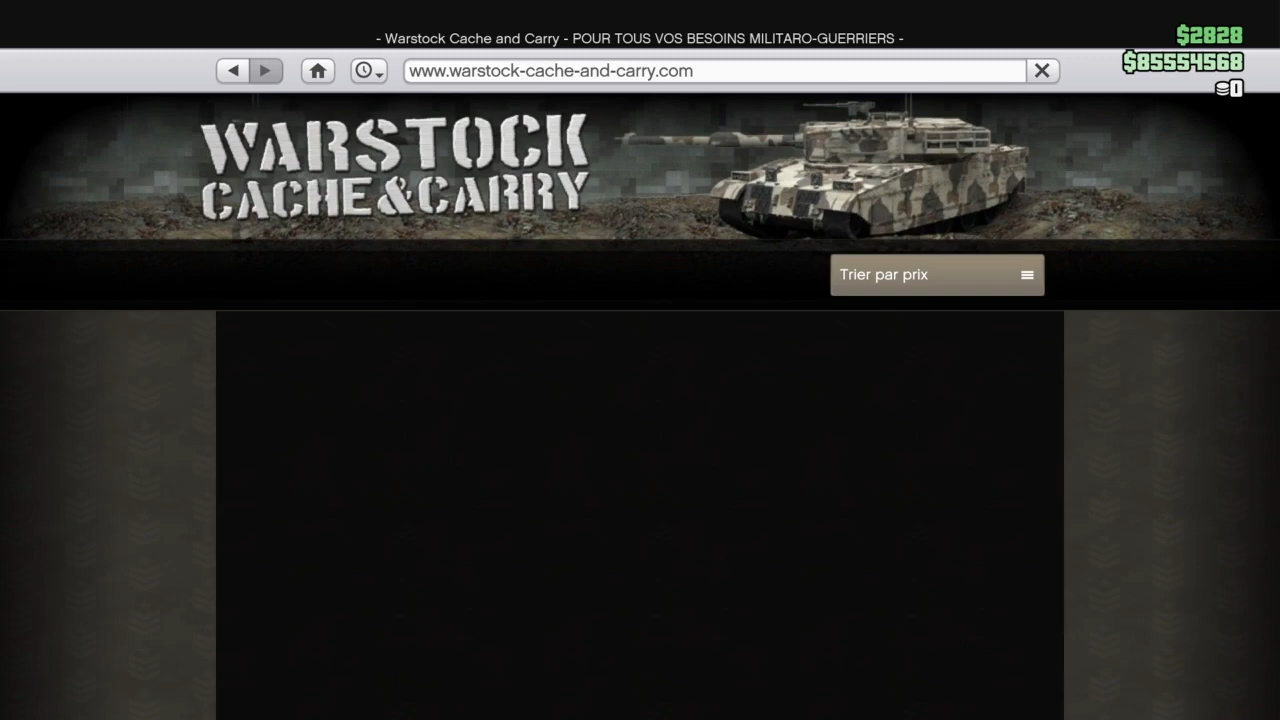 - Warstock Cache and Carry - POUR TOUS VOS BESOINS MILITARO-GUERRIERS -
$2828
www.warstock-cache-and-carry.com
$85554568
0
WARSTOCK
CACHE&CARRY
Trier par prix